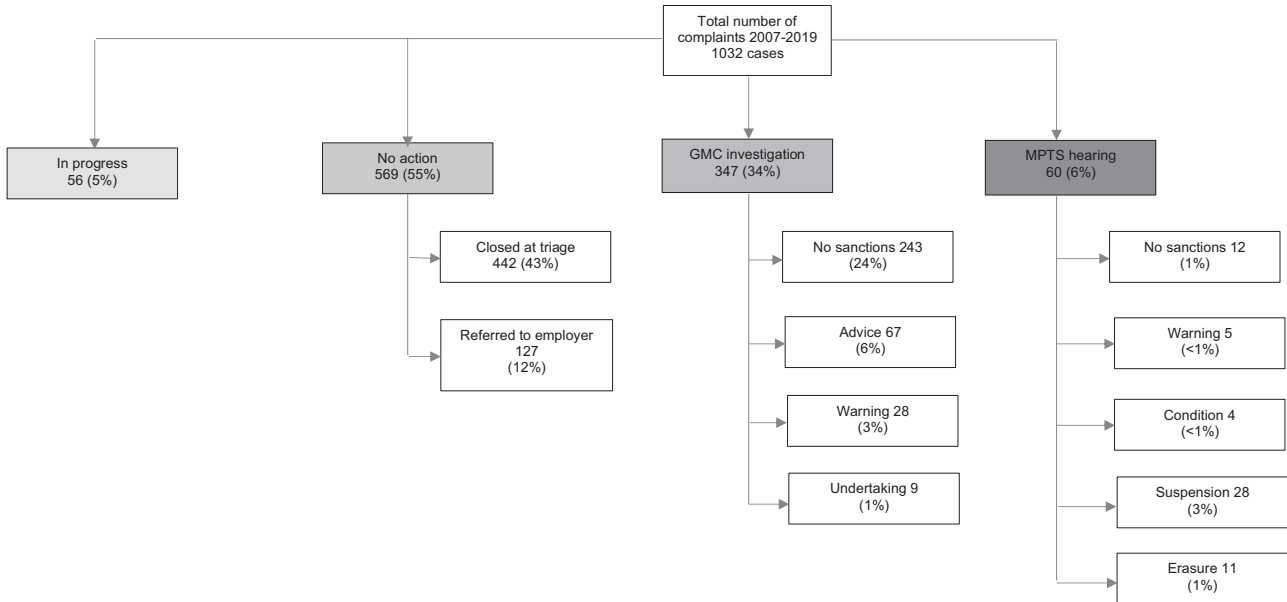 Total number of
complaints 2007-2019
1032 cases
In progress
56 (5%)
No action
569 (55%)
GMC investigation
347 (34%)
MPTS hearing
60 (6%)
Closed at triage
442 (43%)
Referred to employer
127
(12%)
No sanctions 243
(24%)
Advice 67
(6%)
Warning 28
(3%)
Undertaking 9
(1%)
No sanctions 12
(1%)
Warning 5
(<1%)
Condition 4
(<1%)
Suspension 28
(3%)
Erasure 11
(1%)